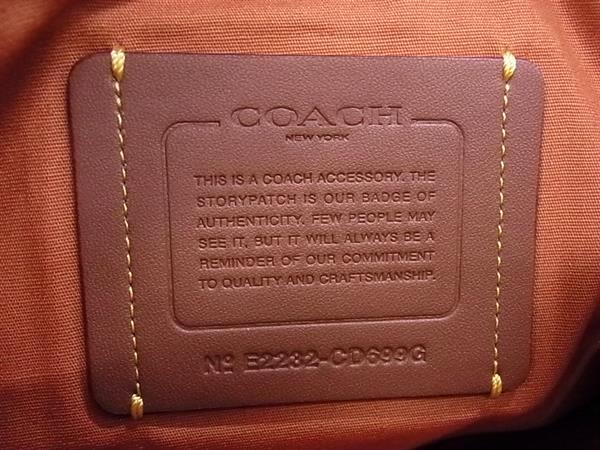 COACH
NEW YORK
THIS IS A COACH ACCESSORY. THE
STORYPATCH IS OUR BADGE OF
AUTHENTICITY. FEW PEOPLE MAY
SEE IT, BUT IT WILL ALWAYS BE A
REMINDER OF OUR COMMITMENT
TO QUALITY AND CRAFTSMANSHIP.
Nº E2232-CD699G